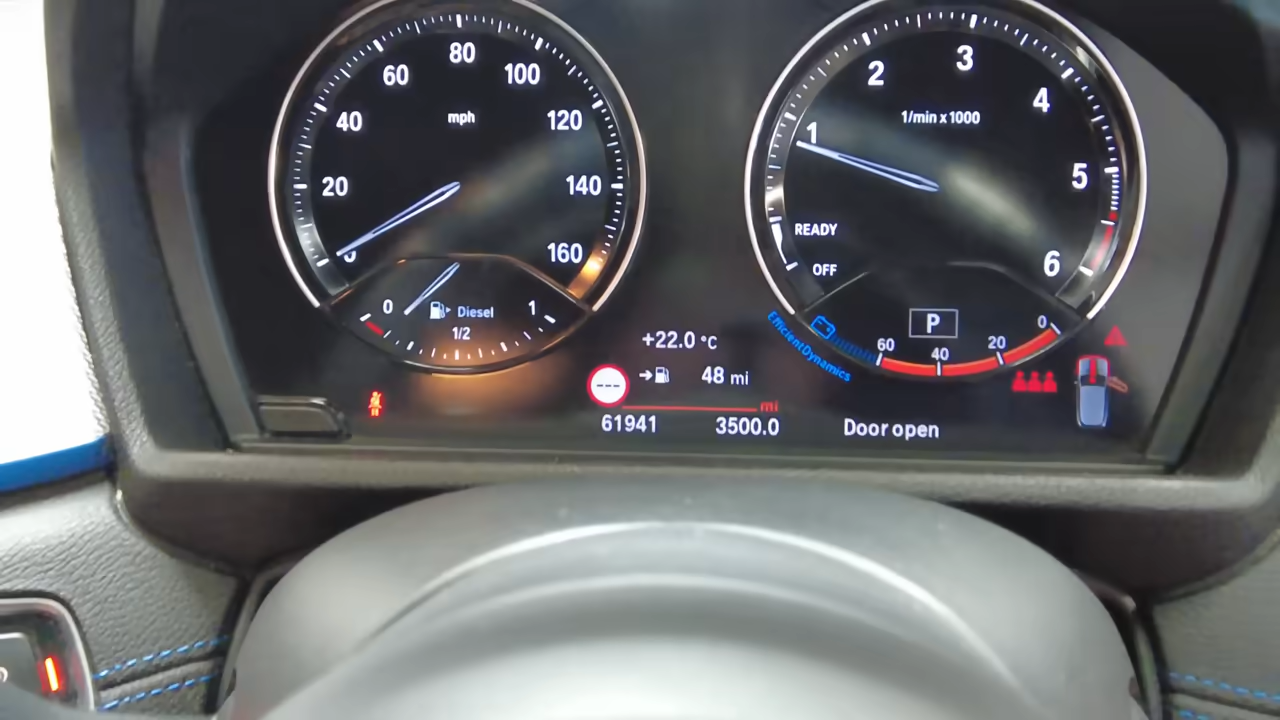 80
60
100
40
120
mph
20
140
0
160
0
Diesel
1
1/2
3
2
4
1/min x 1000
1
5
READY
OFF
6
P
EfficientDynamics
60
40
20
0
+22.0 °C
---
48 mi
mi
61941
3500.0
Door open